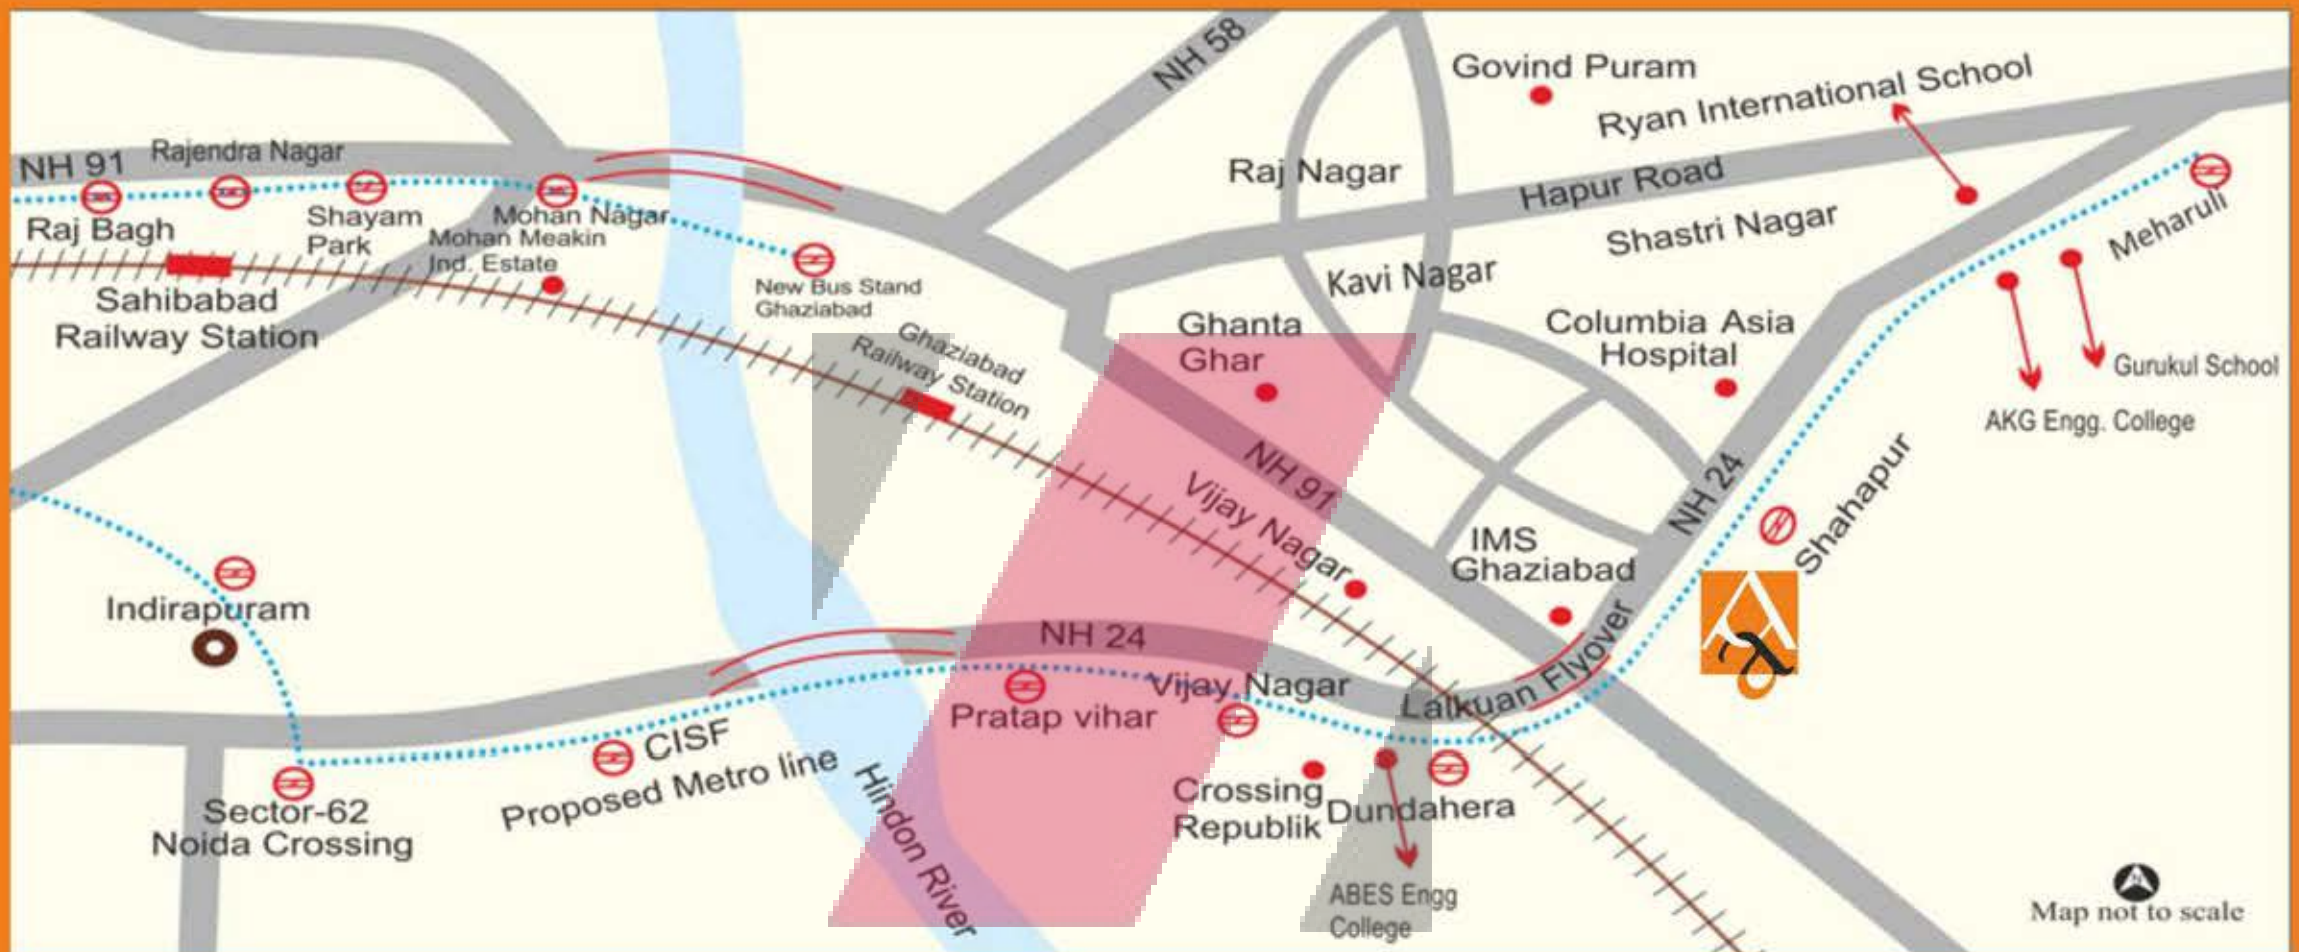 NH 58
Govind Puram
Ryan International School
NH 91
Rajendra Nagar
Raj Nagar
Hapur Road
Raj Bagh
Shayam
Park
Mohan Nagar
Mohan Meakin
Ind. Estate
Shastri Nagar
Meharuli
Kavi Nagar
New Bus Stand
Ghaziabad
Sahibabad
Railway Station
Ghaziabad
Railway Station
Ghanta
Ghar
Columbia Asia
Hospital
Gurukul School
AKG Engg. College
NH 91
Vijay Nagar
NH 24
Shahapur
IMS
Ghaziabad
Indirapuram
NH 24
Lalkuan Flyover
Vijay Nagar
Pratap vihar
CISF
Proposed Metro line
Hindon River
Sector-62
Noida Crossing
Crossing
Republik
Dundahera
ABES Engg
College
N
Map not to scale